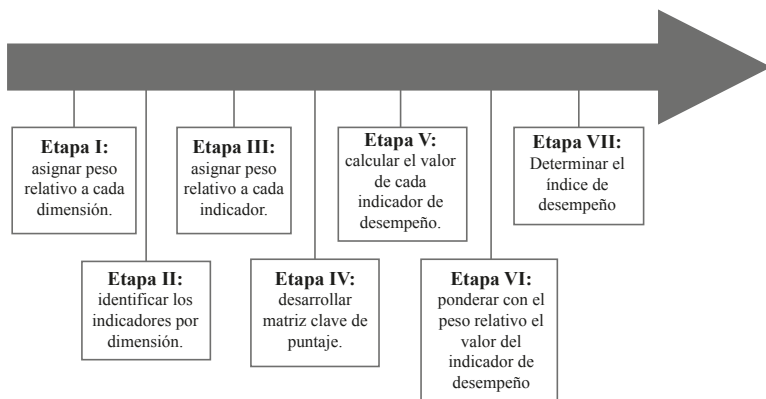 Etapa I:
asignar peso
relativo a cada
dimensión.
Etapa II:
identificar los
indicadores por
dimensión.
Etapa III:
asignar peso
relativo a cada
indicador.
Etapa IV:
desarrollar
matriz clave de
puntaje.
Etapa V:
calcular el valor
de cada
indicador de
desempeño.
Etapa VI:
ponderar con el
peso relativo el
valor del
indicador de
desempeño
Etapa VII:
Determinar el
índice de
desempeño